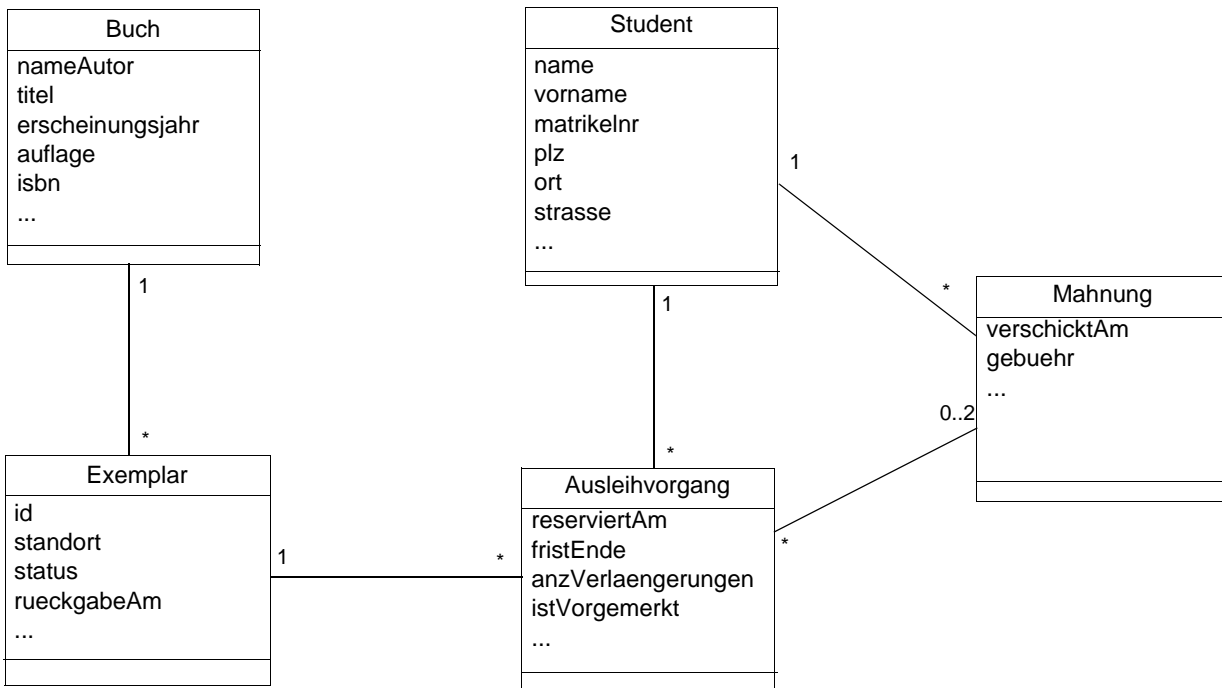 Buch
nameAutor
titel
erscheinungsjahr
auflage
isbn
...
1
*
Student
name
vorname
matrikelnr
plz
ort
strasse
...
1
*
1
*
Mahnung
verschicktAm
gebuehr
...
0..2
*
Exemplar
id
standort
status
rueckgabeAm
...
1
*
Ausleihvorgang
reserviertAm
fristEnde
anzVerlaengerungen
istVorgemerkt
...